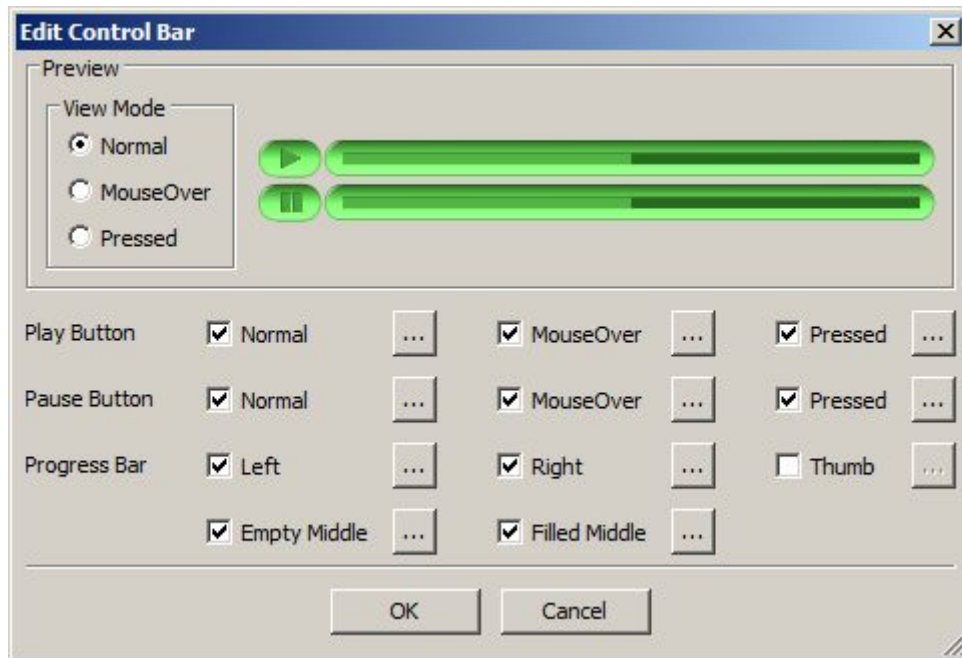 Edit Control Bar
Preview
View Mode
Normal
MouseOver
Pressed
Play Button Normal ... MouseOver ... Pressed ...
Pause Button Normal ... MouseOver ... Pressed ...
Progress Bar Left ... Right ... Thumb ...
Empty Middle ... Filled Middle ...
OK Cancel